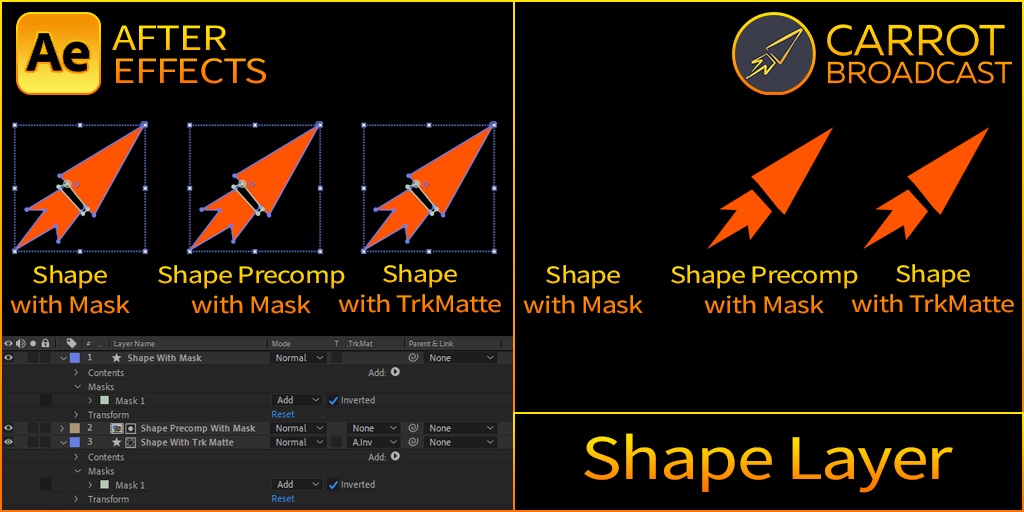 Ae
AFTER
EFFECTS
CARROT
BROADCAST
Shape
with Mask
Shape Precomp
with Mask
Shape
with TrkMatte
Shape
with Mask
Shape Precomp
with Mask
Shape
with TrkMatte
# . Layer Name Mode T .TrkMat Parent & Link
1 Shape With Mask Normal None
Contents Add:
Masks
Mask 1 Add Inverted
Transform Reset
2 Shape Precomp With Mask Normal None None
3 Shape With Trk Matte Normal A.Inv None
Contents Add:
Masks
Mask 1 Add Inverted
Transform Reset
Shape Layer